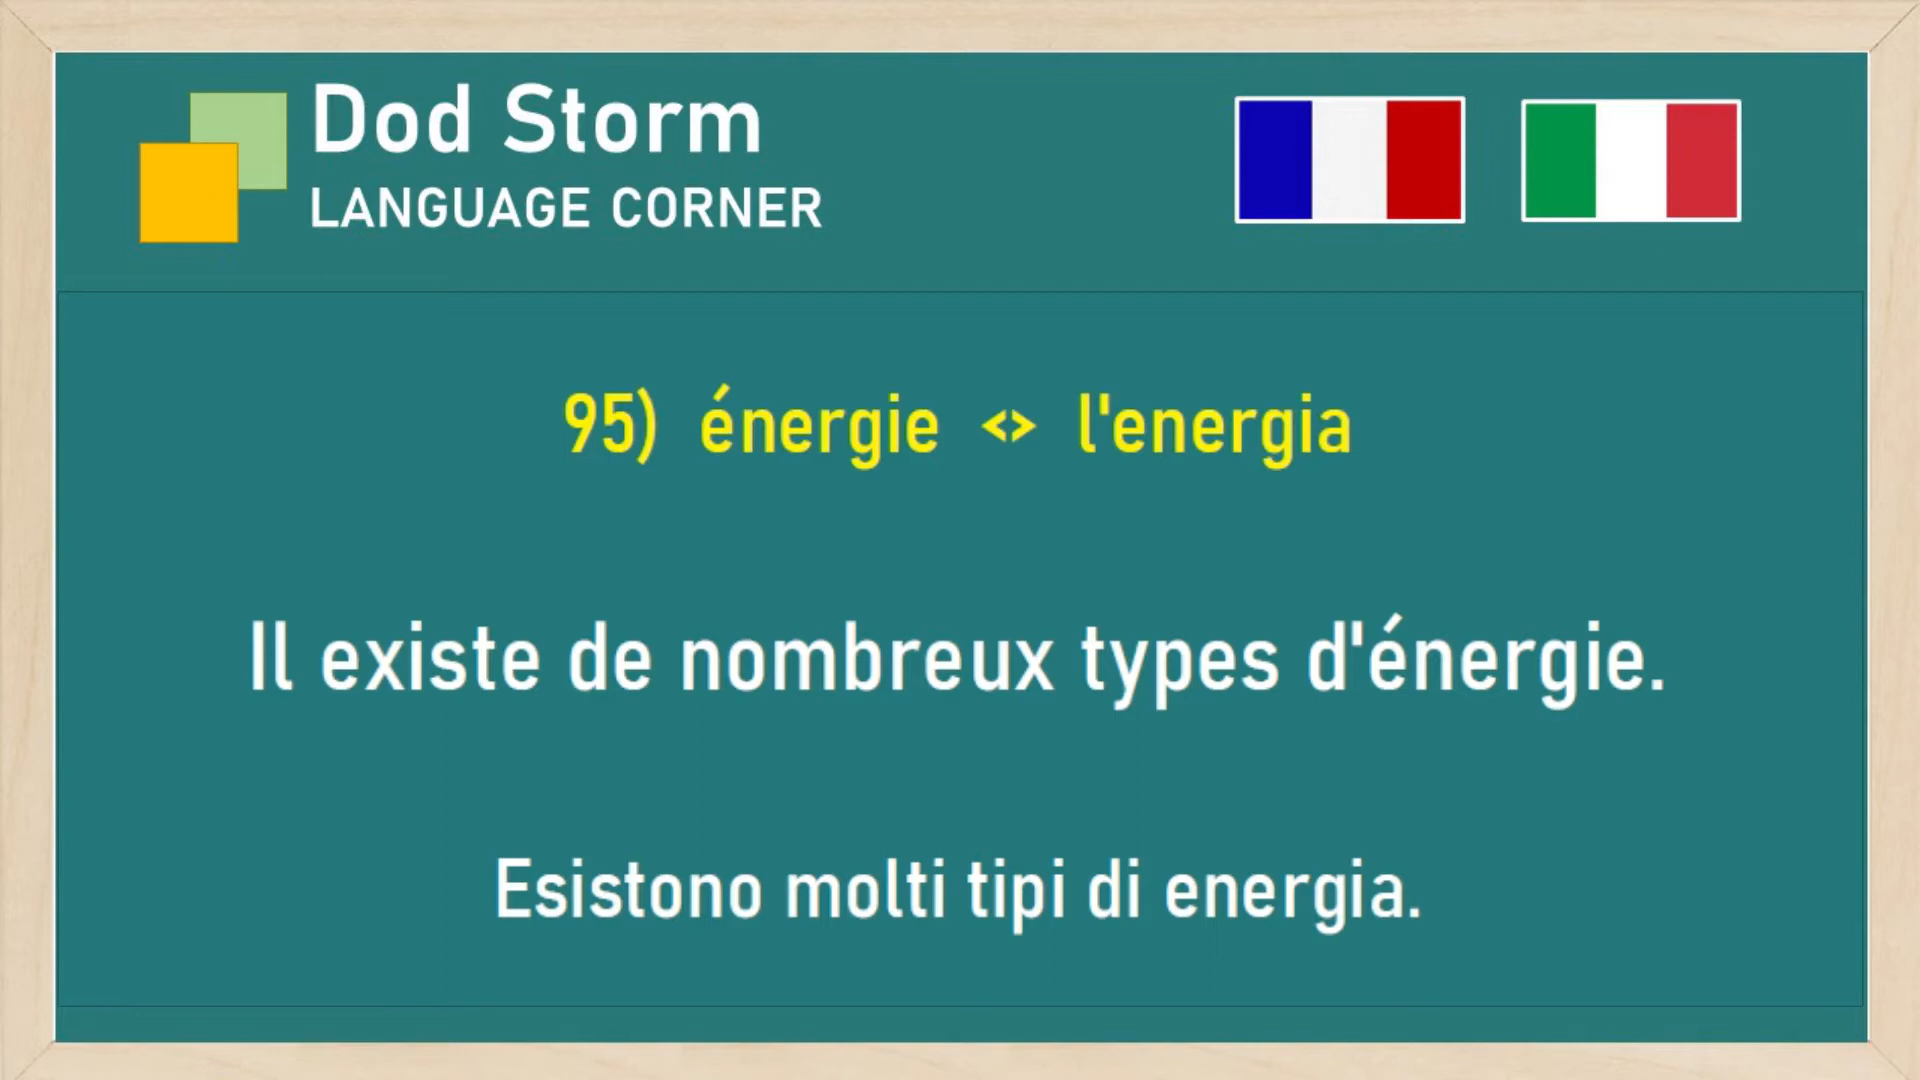 Dod Storm
LANGUAGE CORNER
95) énergie <> l'energia
Il existe de nombreux types d'énergie.
Esistono molti tipi di energia.